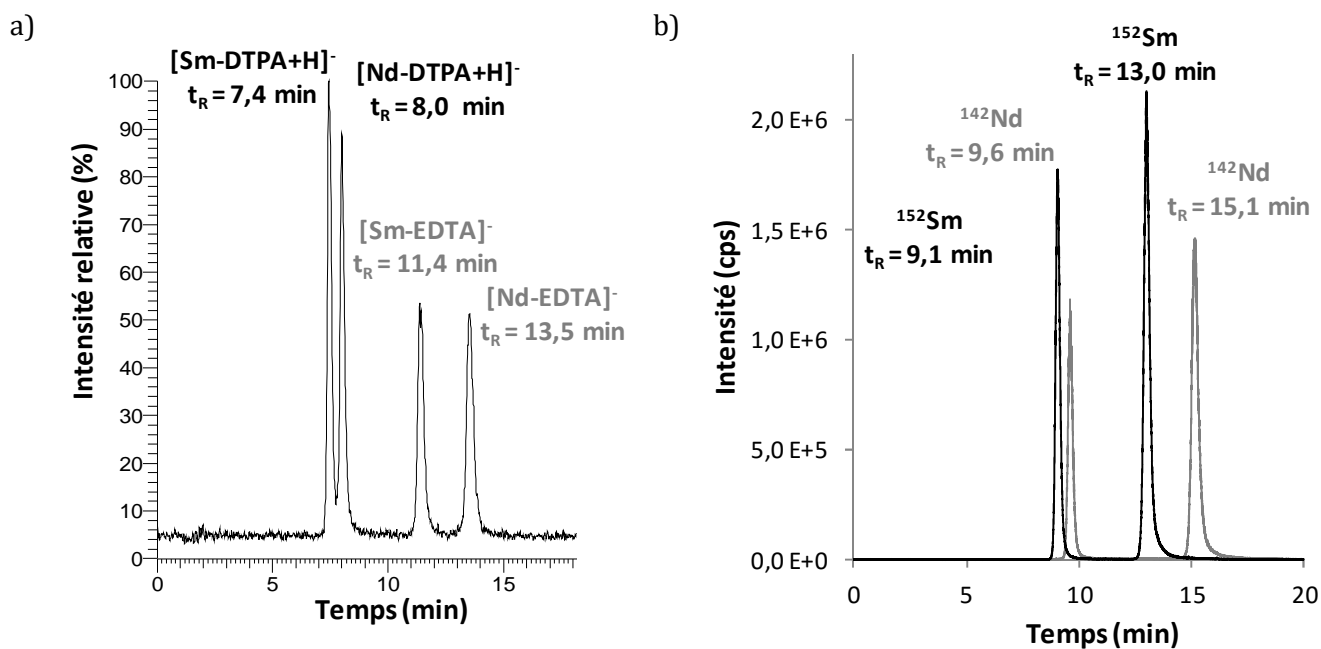 a)
[Sm-DTPA+H]-
tR = 7,4 min
[Nd-DTPA+H]-
tR = 8,0 min
[Sm-EDTA]-
tR = 11,4 min
[Nd-EDTA]-
tR = 13,5 min
Intensité relative (%)
100
90
80
70
60
50
40
30
20
10
0
0
5
10
15
Temps (min)
b)
152Sm
tR = 13,0 min
142Nd
tR = 9,6 min
142Nd
tR = 15,1 min
152Sm
tR = 9,1 min
Intensité (cps)
2,0 E+6
1,5 E+6
1,0 E+6
5,0 E+5
0,0 E+0
0
5
10
15
20
Temps (min)